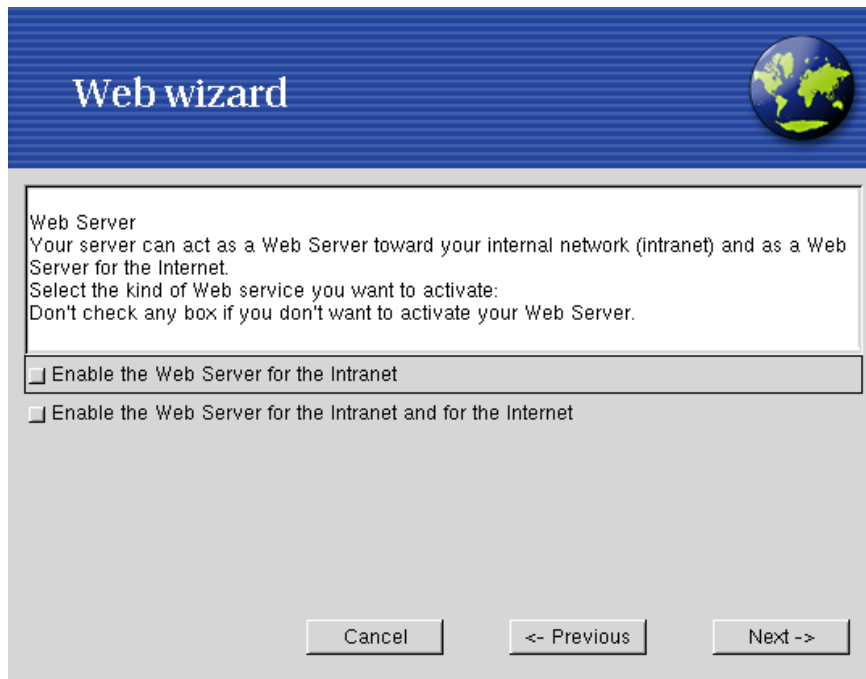 Web wizard
Web Server
Your server can act as a Web Server toward your internal network (intranet) and as a Web
Server for the Internet.
Select the kind of Web service you want to activate:
Don't check any box if you don't want to activate your Web Server.
Enable the Web Server for the Intranet
Enable the Web Server for the Intranet and for the Internet
Cancel
<- Previous
Next ->